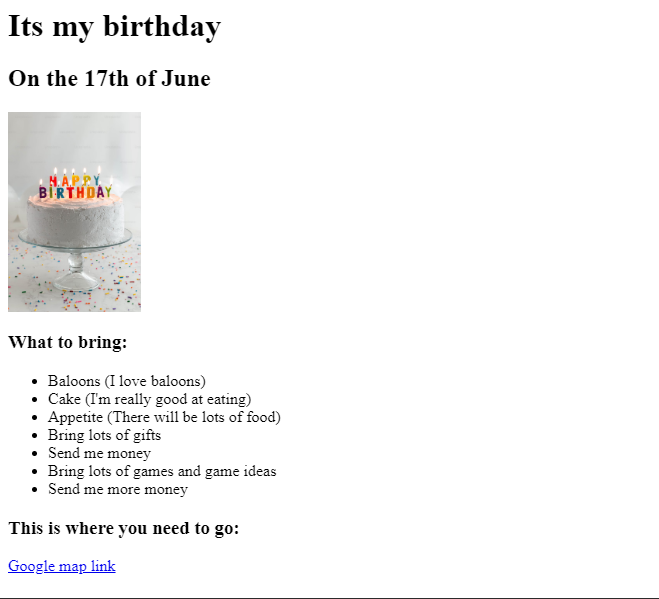 Its my birthday
On the 17th of June
HAPPY
BIRTHDAY
What to bring:
Baloons (I love baloons)
Cake (I'm really good at eating)
Appetite (There will be lots of food)
Bring lots of gifts
Send me money
Bring lots of games and game ideas
Send me more money
This is where you need to go:
Google map link